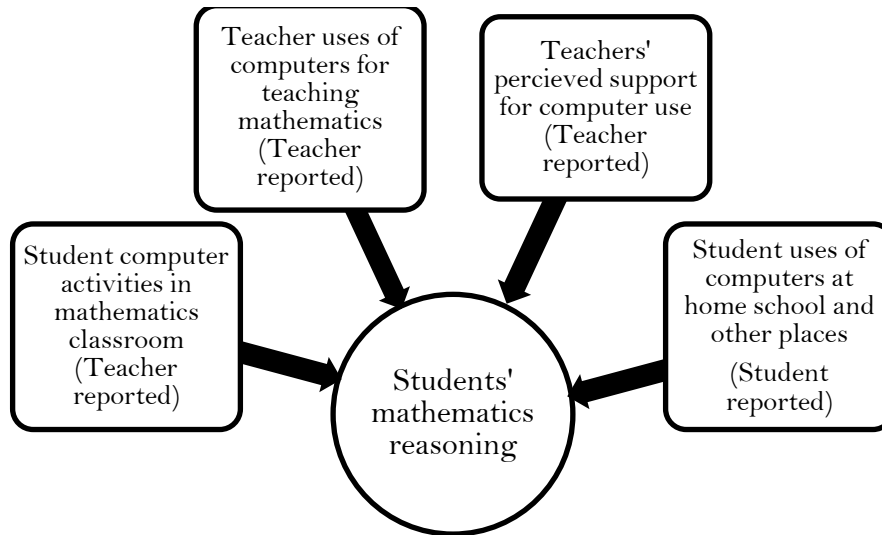 Teacher uses of
computers for
teaching
mathematics
(Teacher
reported)
Teachers'
percieved support
for computer use
(Teacher
reported)
Student computer
activities in
mathematics
classroom
(Teacher
reported)
Student uses of
computers at
home school and
other places
(Student
reported)
Students'
mathematics
reasoning